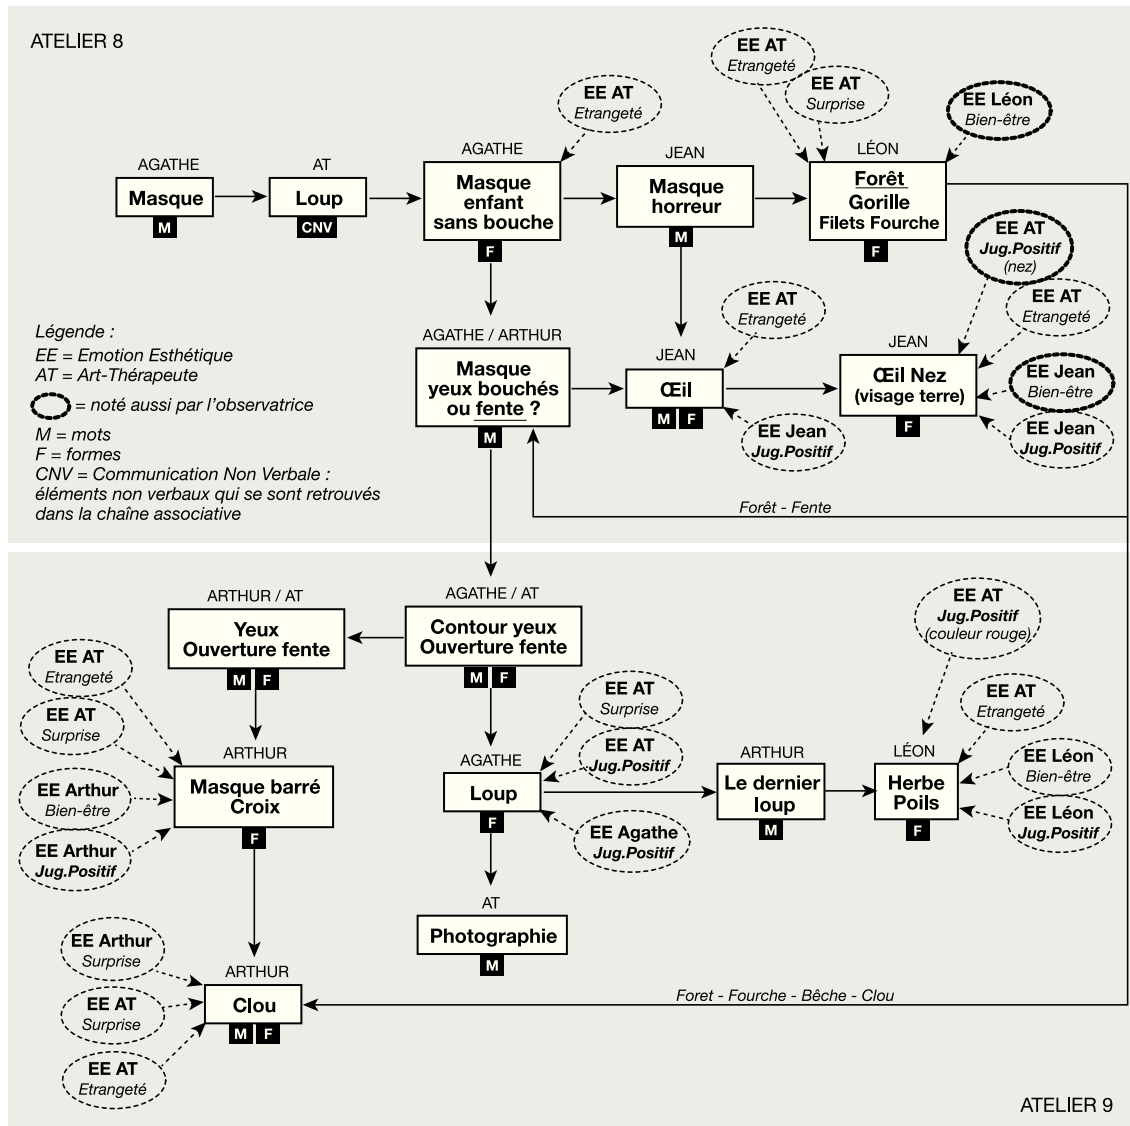 ATELIER 8
EE AT
Etrangeté
EE AT
Surprise
EE Léon
Bien-être
EE AT
Etrangeté
AGATHE
Masque
M
AT
Loup
CNV
AGATHE
Masque
enfant
sans bouche
F
JEAN
Masque
horreur
M
LÉON
Forêt
Gorille
Filets Fourche
F
EE AT
Jug.Positif
(nez)
EE AT
Etrangeté
EE AT
Etrangeté
Légende :
EE = Emotion Esthétique
AT = Art-Thérapeute
= noté aussi par l'observatrice
M = mots
F = formes
CNV = Communication Non Verbale :
éléments non verbaux qui se sont retrouvés
dans la chaîne associative
AGATHE / ARTHUR
Masque
yeux bouchés
ou fente ?
M
JEAN
Œil
M F
JEAN
Œil Nez
(visage terre)
F
EE Jean
Bien-être
EE Jean
Jug.Positif
EE Jean
Jug.Positif
Forêt - Fente
ARTHUR / AT
Yeux
Ouverture fente
M F
AGATHE / AT
Contour yeux
Ouverture fente
M F
EE AT
Jug.Positif
(couleur rouge)
EE AT
Etrangeté
EE AT
Surprise
EE AT
Surprise
EE AT
Jug.Positif
EE AT
Etrangeté
ARTHUR
Masque barré
Croix
F
AGATHE
Loup
F
ARTHUR
Le dernier
loup
M
LÉON
Herbe
Poils
F
EE Léon
Bien-être
EE Léon
Jug.Positif
EE Arthur
Bien-être
EE Arthur
Jug.Positif
EE Agathe
Jug.Positif
AT
Photographie
M
EE Arthur
Surprise
EE AT
Surprise
EE AT
Etrangeté
ARTHUR
Clou
M F
Foret - Fourche - Bêche - Clou
ATELIER 9